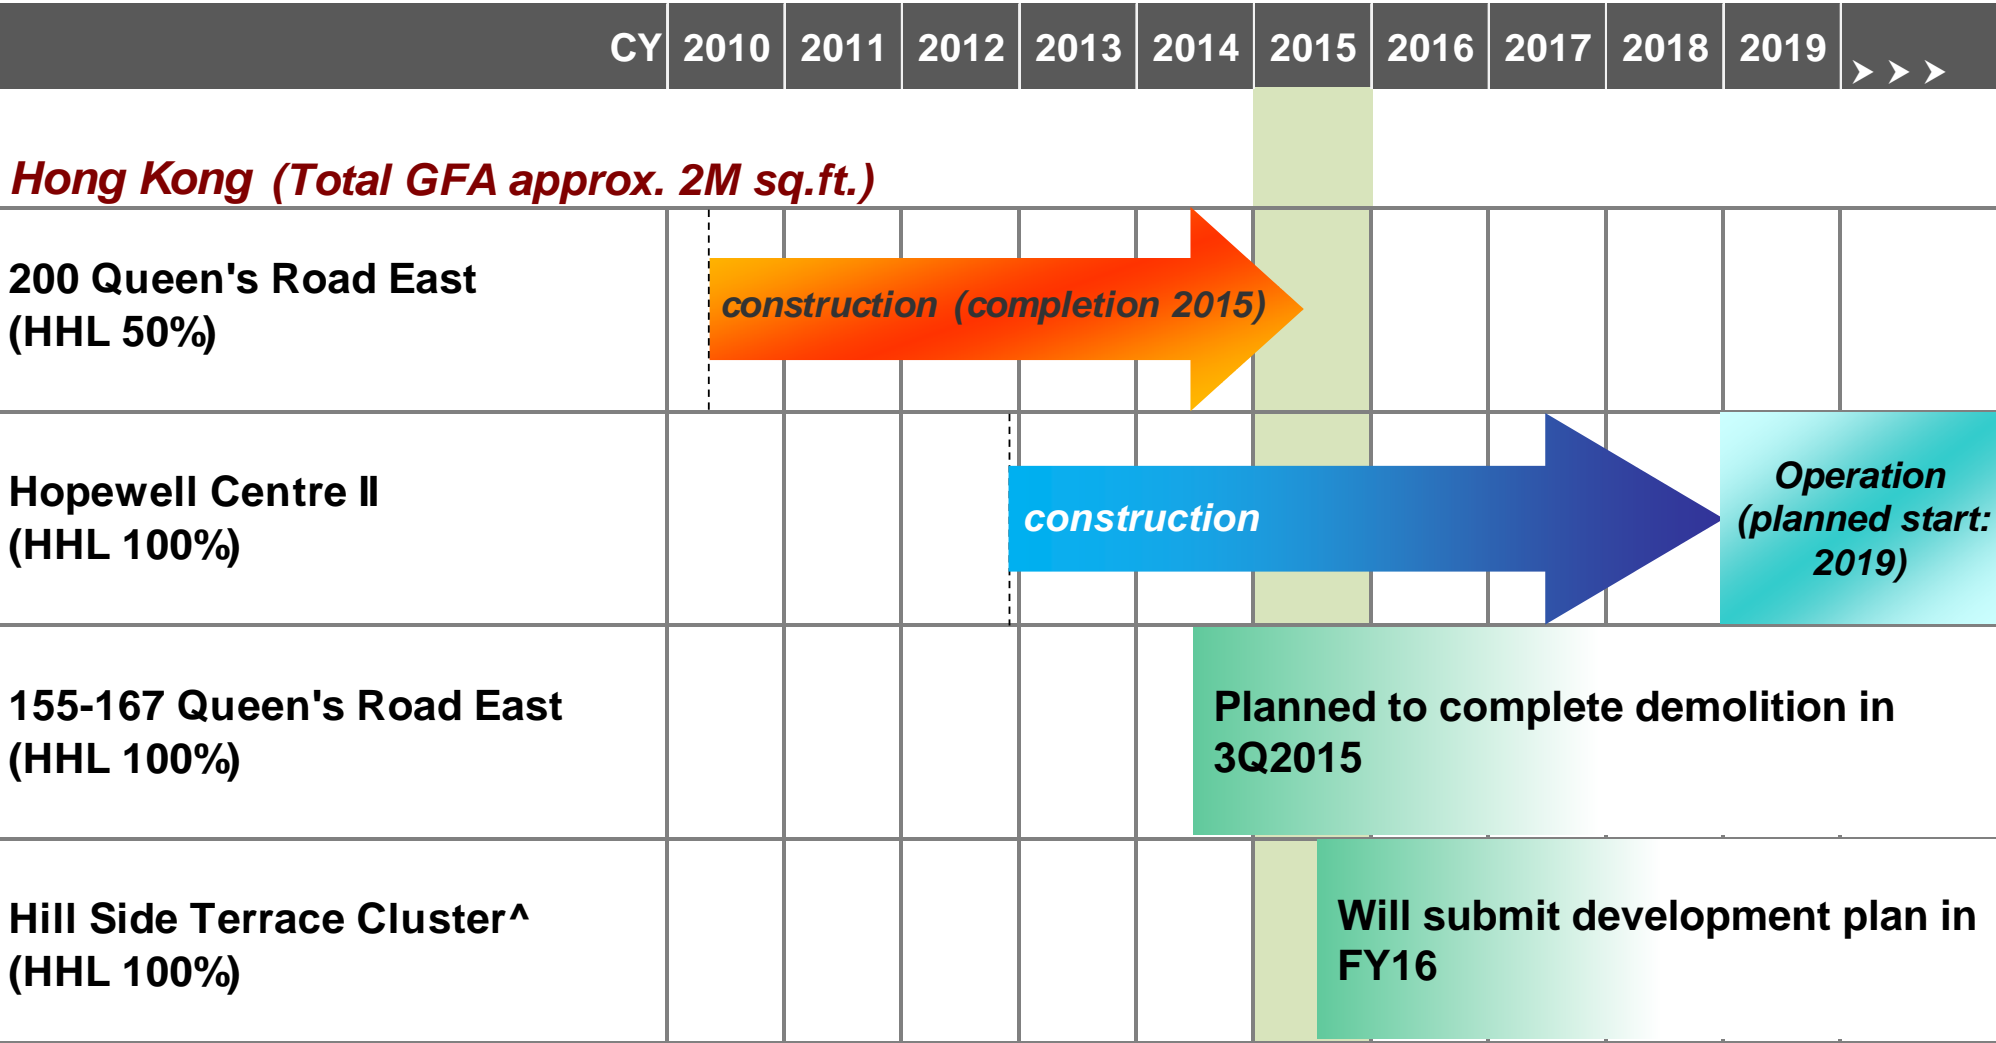 CY 2010 2011 2012 2013 2014 2015 2016 2017 2018 2019
Hong Kong (Total GFA approx. 2M sq.ft.)
200 Queen's Road East
(HHL 50%)
construction (completion 2015)
Hopewell Centre II
(HHL 100%)
construction
Operation
(planned start:
2019)
155-167 Queen's Road East
(HHL 100%)
Planned to complete demolition in
3Q2015
Hill Side Terrace Cluster^
(HHL 100%)
Will submit development plan in
FY16